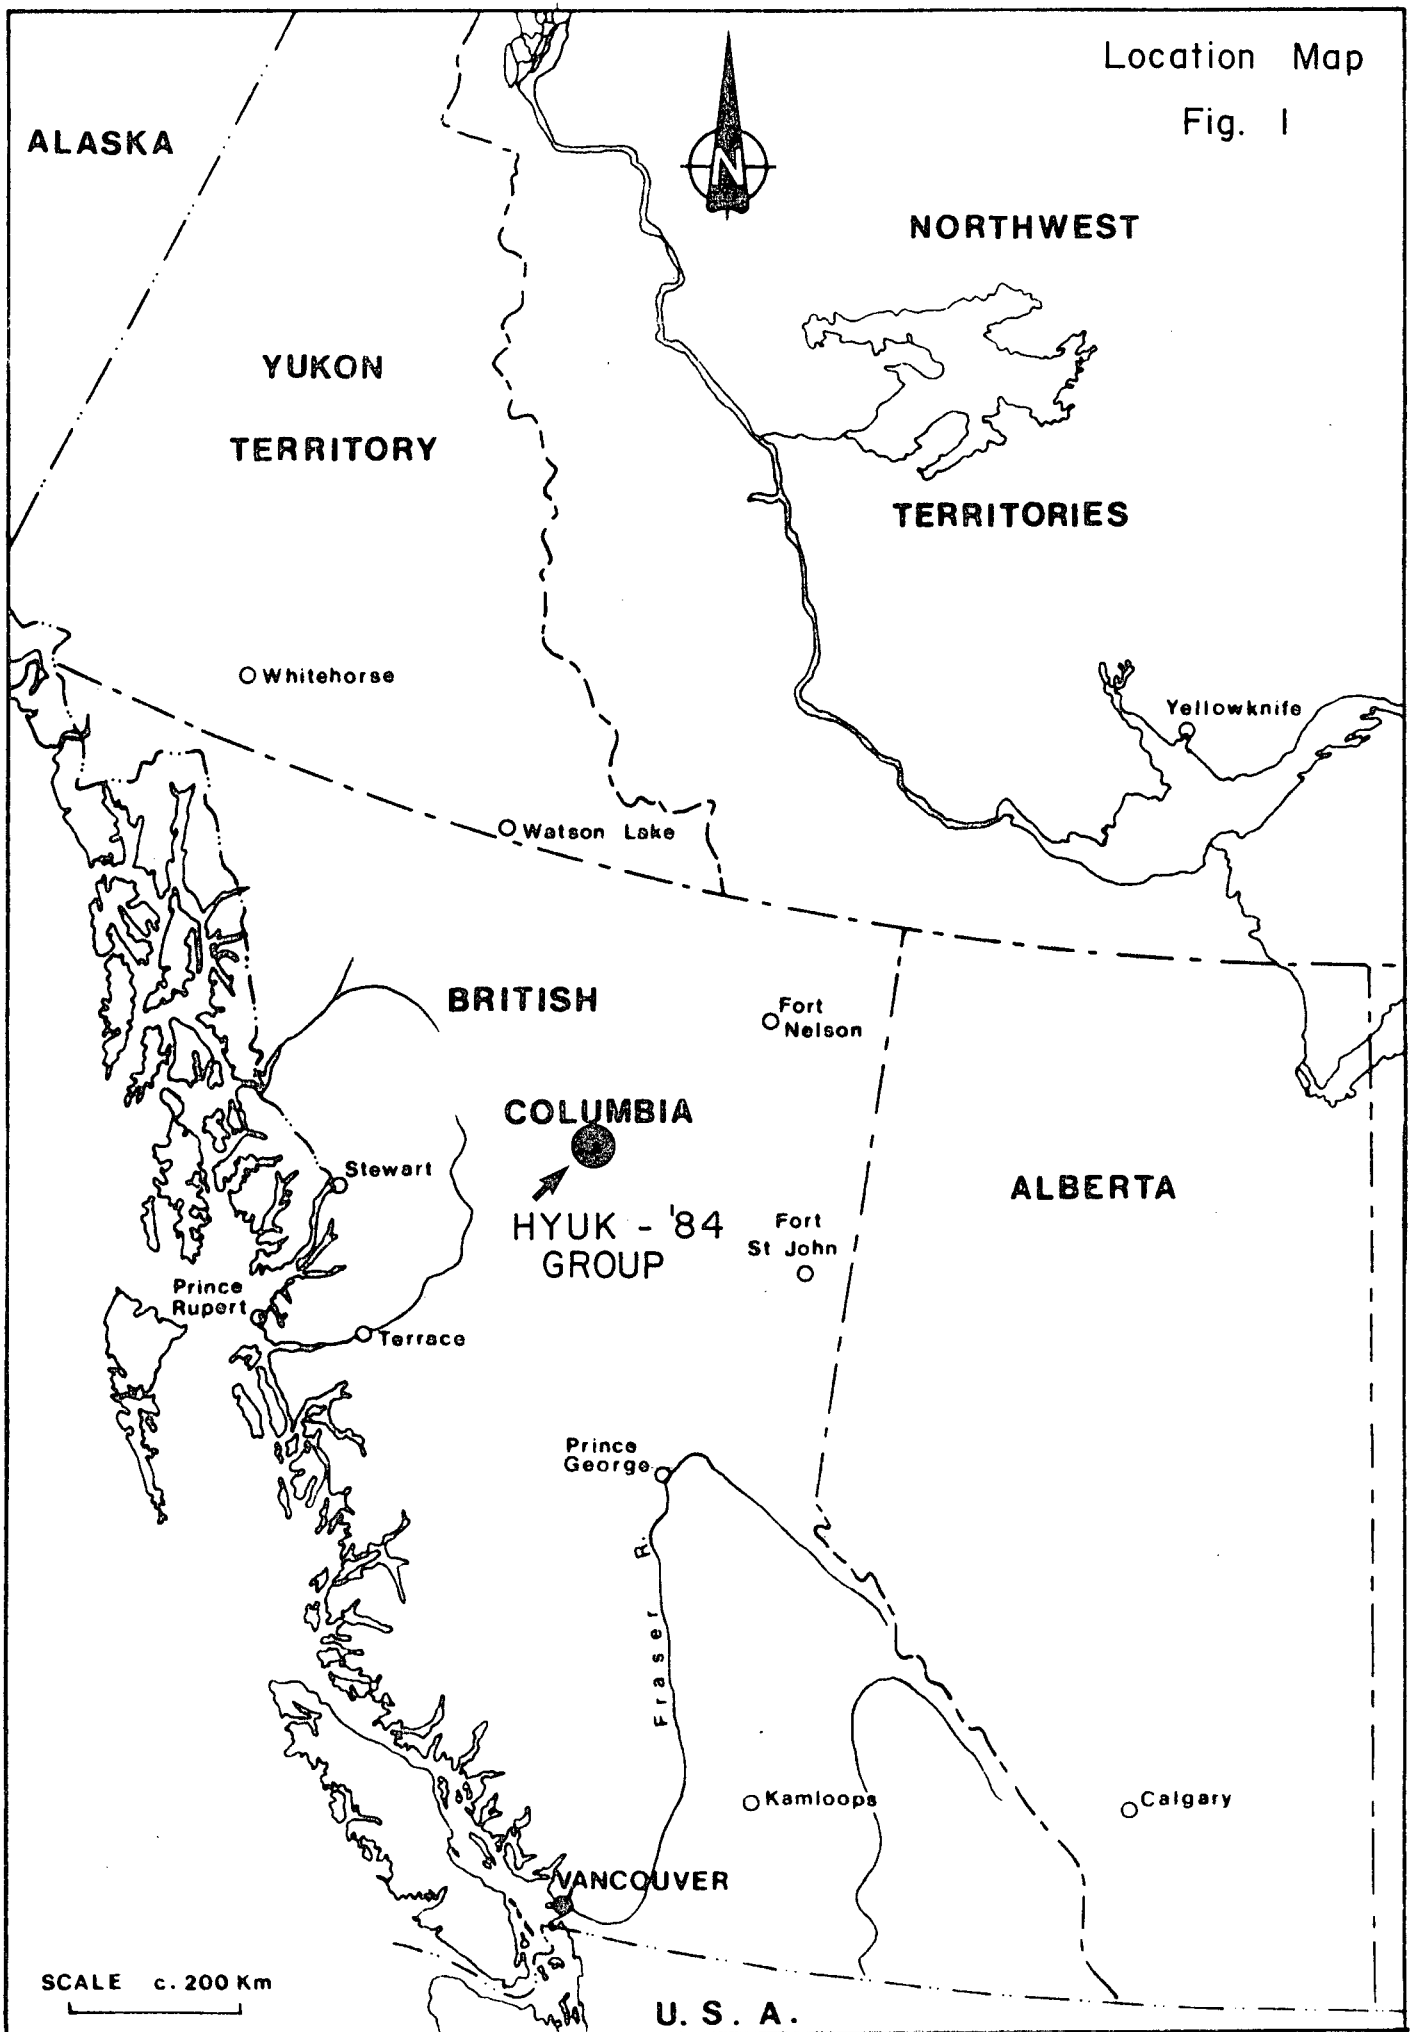 Location Map
Fig. 1
ALASKA
N
NORTHWEST
YUKON
TERRITORY
TERRITORIES
Whitehorse
Yellowknife
Watson Lake
BRITISH
Fort
Nelson
COLUMBIA
Stewart
ALBERTA
HYUK - '84
GROUP
Fort
St John
Prince
Rupert
Terrace
Prince
George
Fraser R.
Kamloops
Calgary
VANCOUVER
SCALE c. 200 Km
U. S. A.